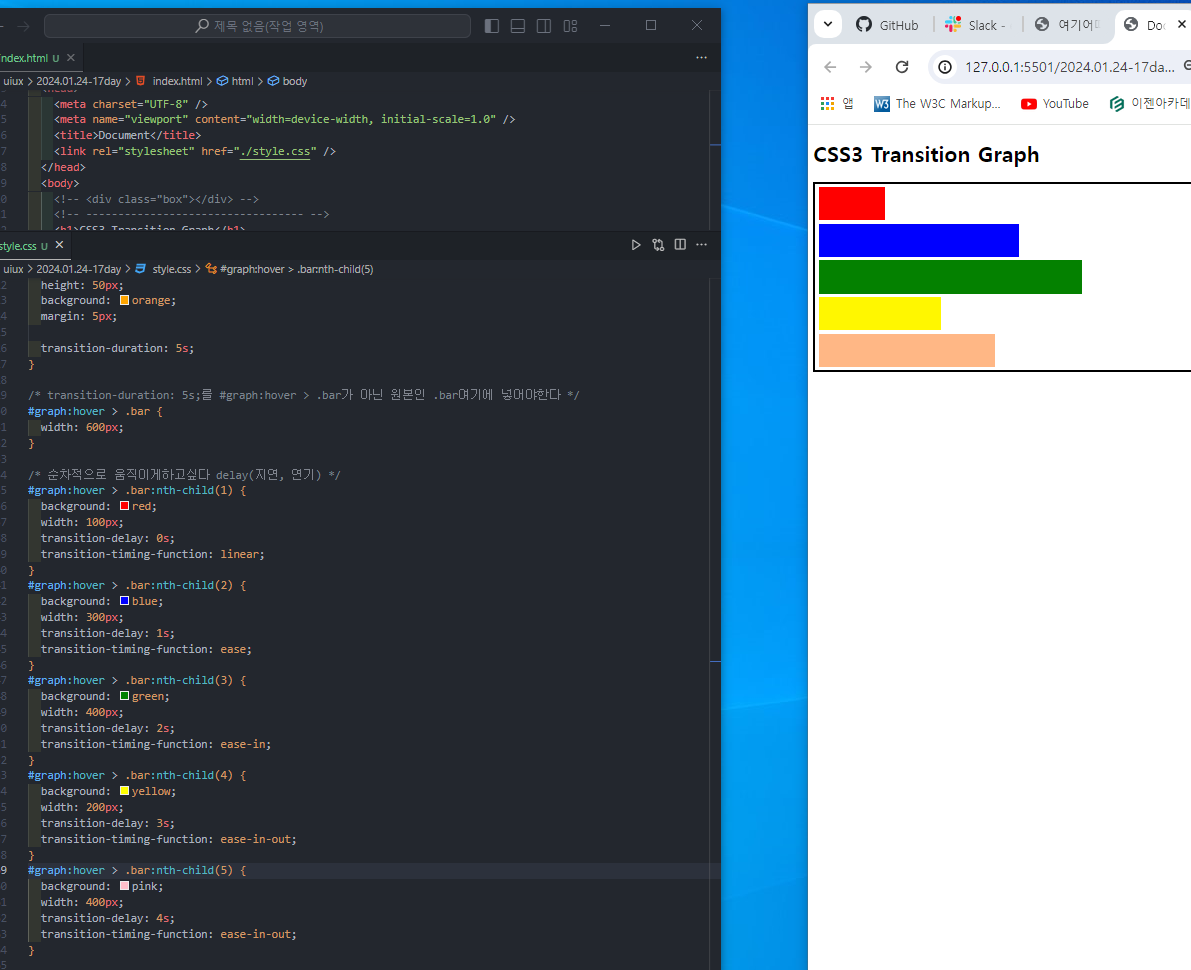 제목 없음(작업 영역)
index.html U
uiux > 2024.01.24-17day > index.html > html > body
<head>
4 <meta charset="UTF-8" />
5 <meta name="viewport" content="width=device-width, initial-scale=1.0" />
6 <title>Document</title>
7 <link rel="stylesheet" href="./style.css" />
8 </head>
9 <body>
0 <!-- <div class="box"></div> -->
1 <!-- ---------------------------------- -->
2 <h1>CSS3 Transition Graph</h1>
style.css U
uiux > 2024.01.24-17day > style.css > #graph:hover > .bar:nth-child(5)
2 height: 50px;
3 background: orange;
4 margin: 5px;
5
6 transition-duration: 5s;
7 }
8
9 /* transition-duration: 5s;를 #graph:hover > .bar가 아닌 원본인 .bar여기에 넣어야한다 */
0 #graph:hover > .bar {
1 width: 600px;
2 }
3
4 /* 순차적으로 움직이게하고싶다 delay(지연, 연기) */
5 #graph:hover > .bar:nth-child(1) {
6 background: red;
7 width: 100px;
8 transition-delay: 0s;
9 transition-timing-function: linear;
0 }
1 #graph:hover > .bar:nth-child(2) {
2 background: blue;
3 width: 300px;
4 transition-delay: 1s;
5 transition-timing-function: ease;
6 }
7 #graph:hover > .bar:nth-child(3) {
8 background: green;
9 width: 400px;
0 transition-delay: 2s;
1 transition-timing-function: ease-in;
2 }
3 #graph:hover > .bar:nth-child(4) {
4 background: yellow;
5 width: 200px;
6 transition-delay: 3s;
7 transition-timing-function: ease-in-out;
8 }
9 #graph:hover > .bar:nth-child(5) {
0 background: pink;
1 width: 400px;
2 transition-delay: 4s;
3 transition-timing-function: ease-in-out;
4 }
5
GitHub Slack - 여기어 Do
127.0.0.1:5501/2024.01.24-17da...
앱 W3 The W3C Markup... YouTube 이젠아카데
CSS3 Transition Graph